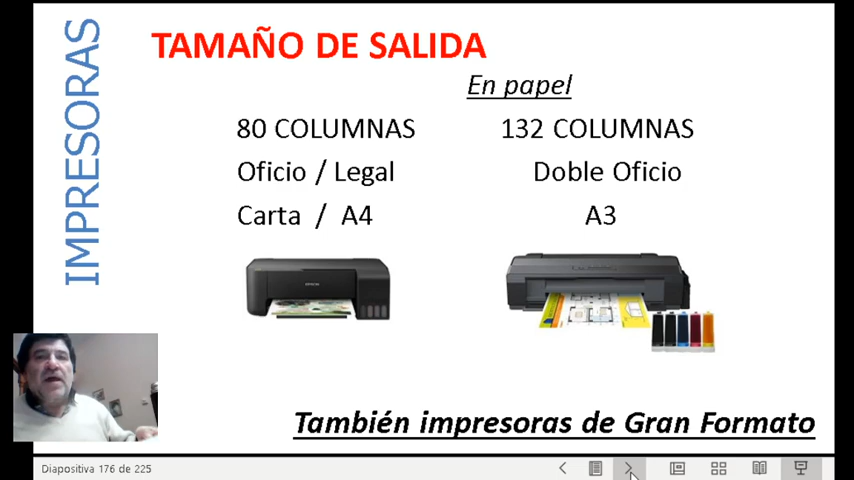 IMPRESORAS
TAMAÑO DE SALIDA
En papel
80 COLUMNAS
132 COLUMNAS
Oficio / Legal
Doble Oficio
Carta / A4
A3
EPSON
También impresoras de Gran Formato
Diapositiva 176 de 225